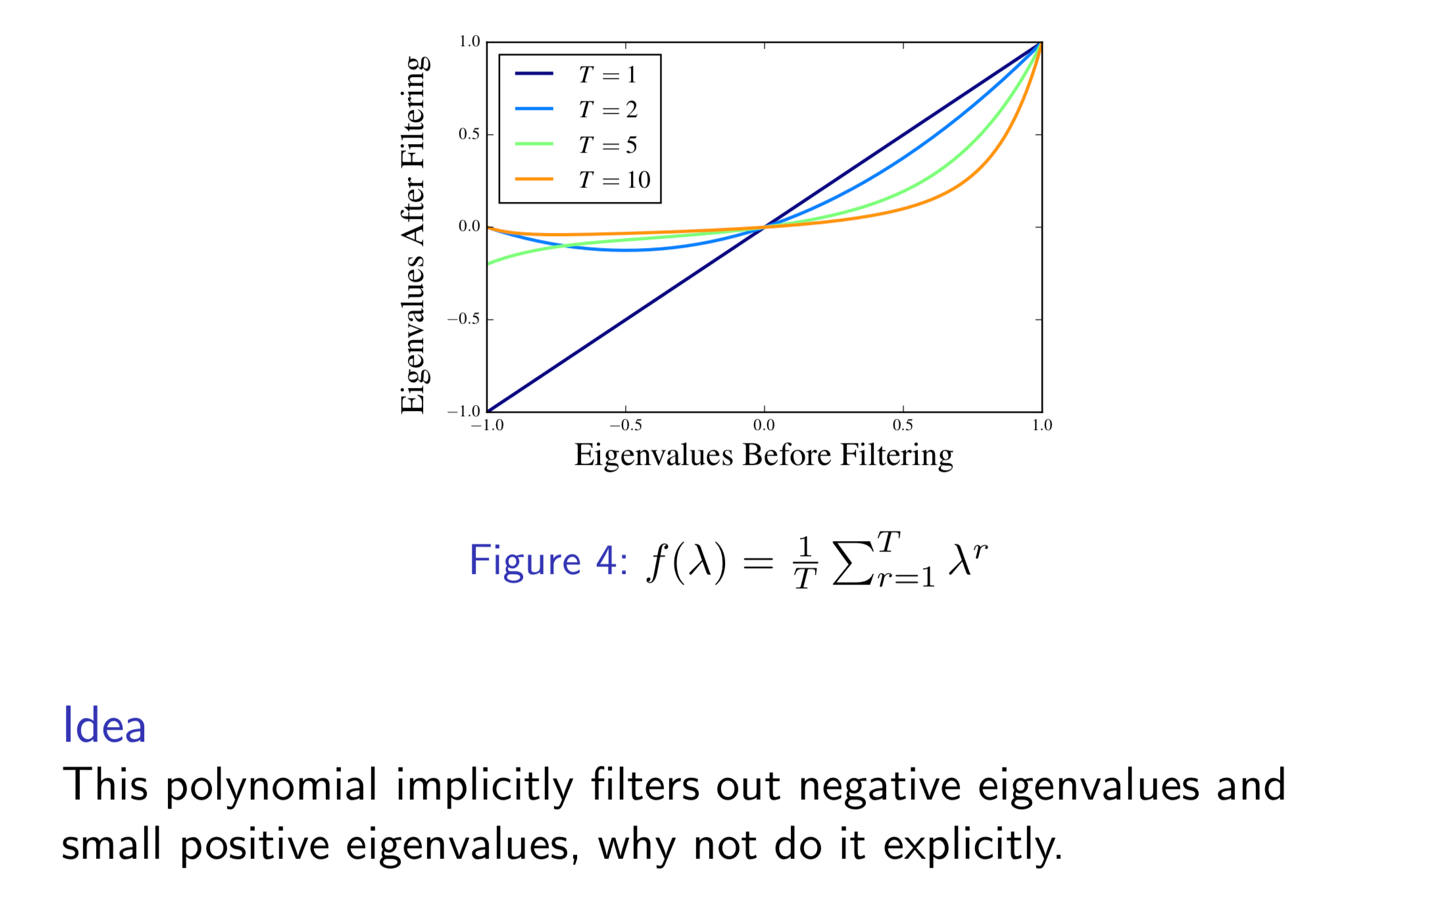 Eigenvalues After Filtering
1.0
0.5
0.0
−0.5
−1.0
T = 1
T = 2
T = 5
T = 10
−1.0 −0.5 0.0 0.5 1.0
Eigenvalues Before Filtering
Figure 4: f(λ) = 1/T ∑_{r=1}^{T} λ^r
Idea
This polynomial implicitly filters out negative eigenvalues and
small positive eigenvalues, why not do it explicitly.